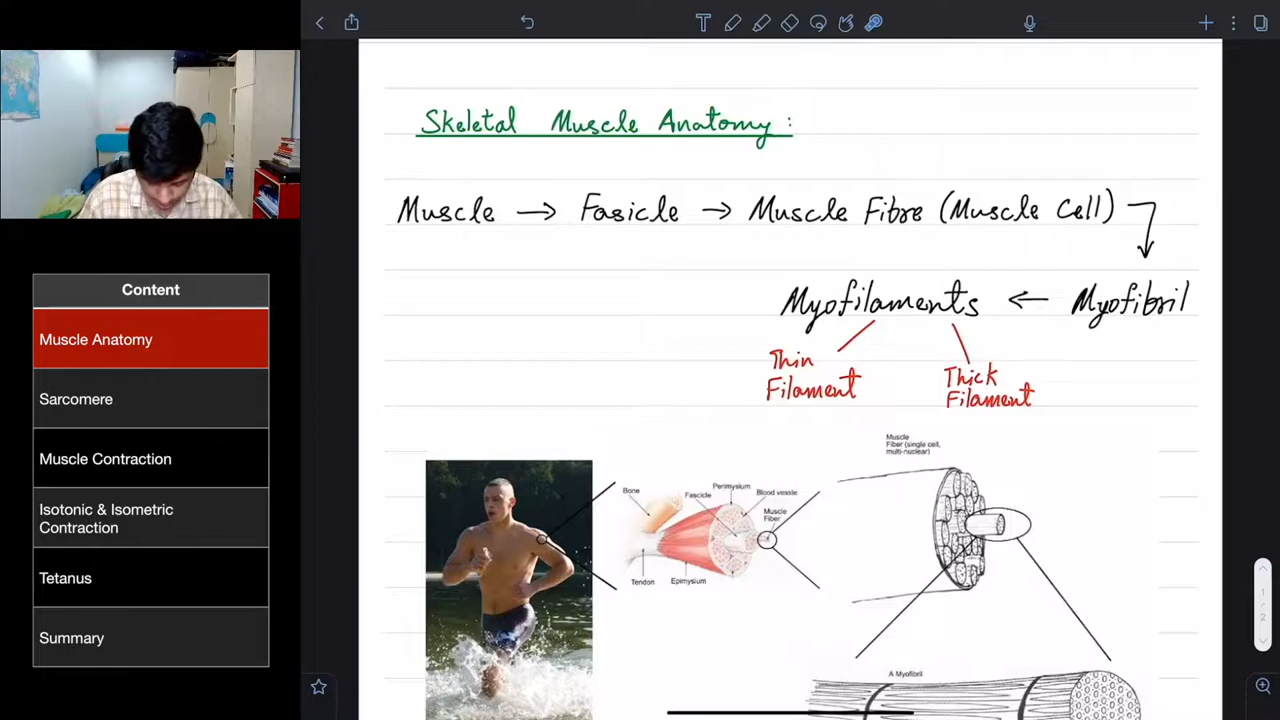 Skeletal Muscle Anatomy:
Muscle → Fasicle → Muscle Fibre (Muscle Cell)
Myofilaments ← Myofibril
Thin
Filament
Thick
Filament
Content
Muscle Anatomy
Sarcomere
Muscle Contraction
Isotonic & Isometric
Contraction
Tetanus
Summary
Muscle
Fiber (single cell,
multi-nuclear)
Bone
Perimysium
Fascicle
Blood vessle
Muscle
Fiber
Tendon
Epimysium
A Myofibril
1
2